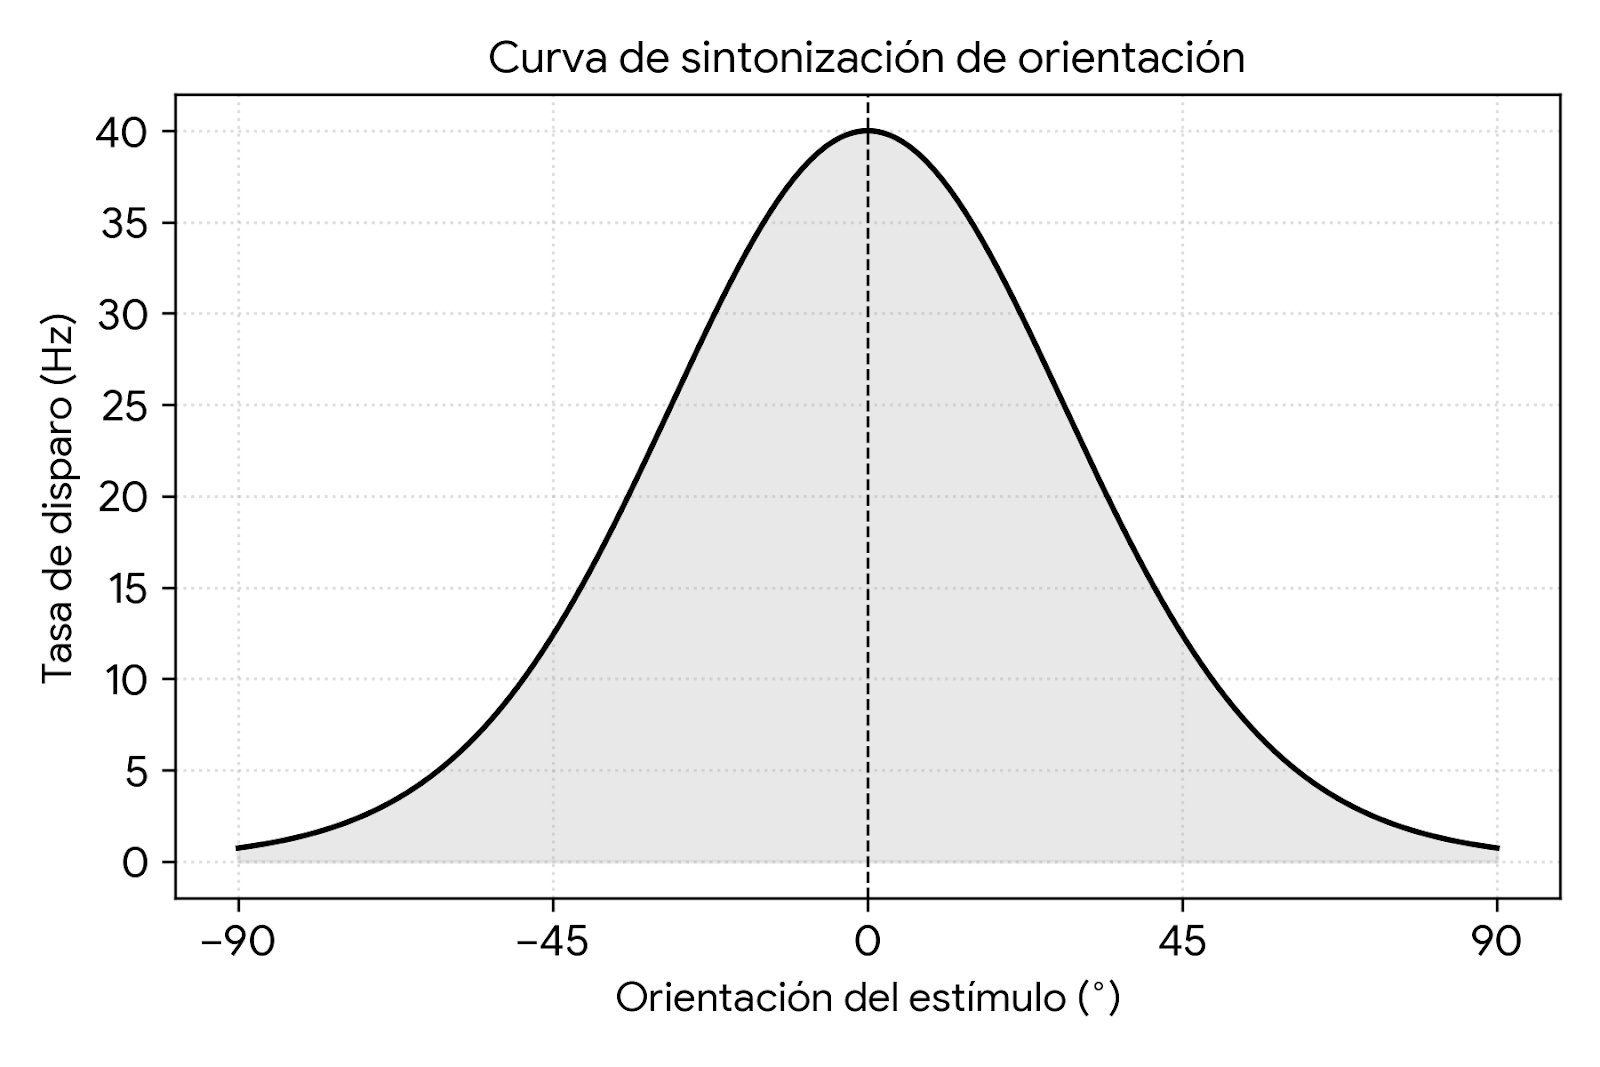 Curva de sintonización de orientación
Tasa de disparo (Hz)
40
35
30
25
20
15
10
5
0
−90 −45 0 45 90
Orientación del estímulo (°)